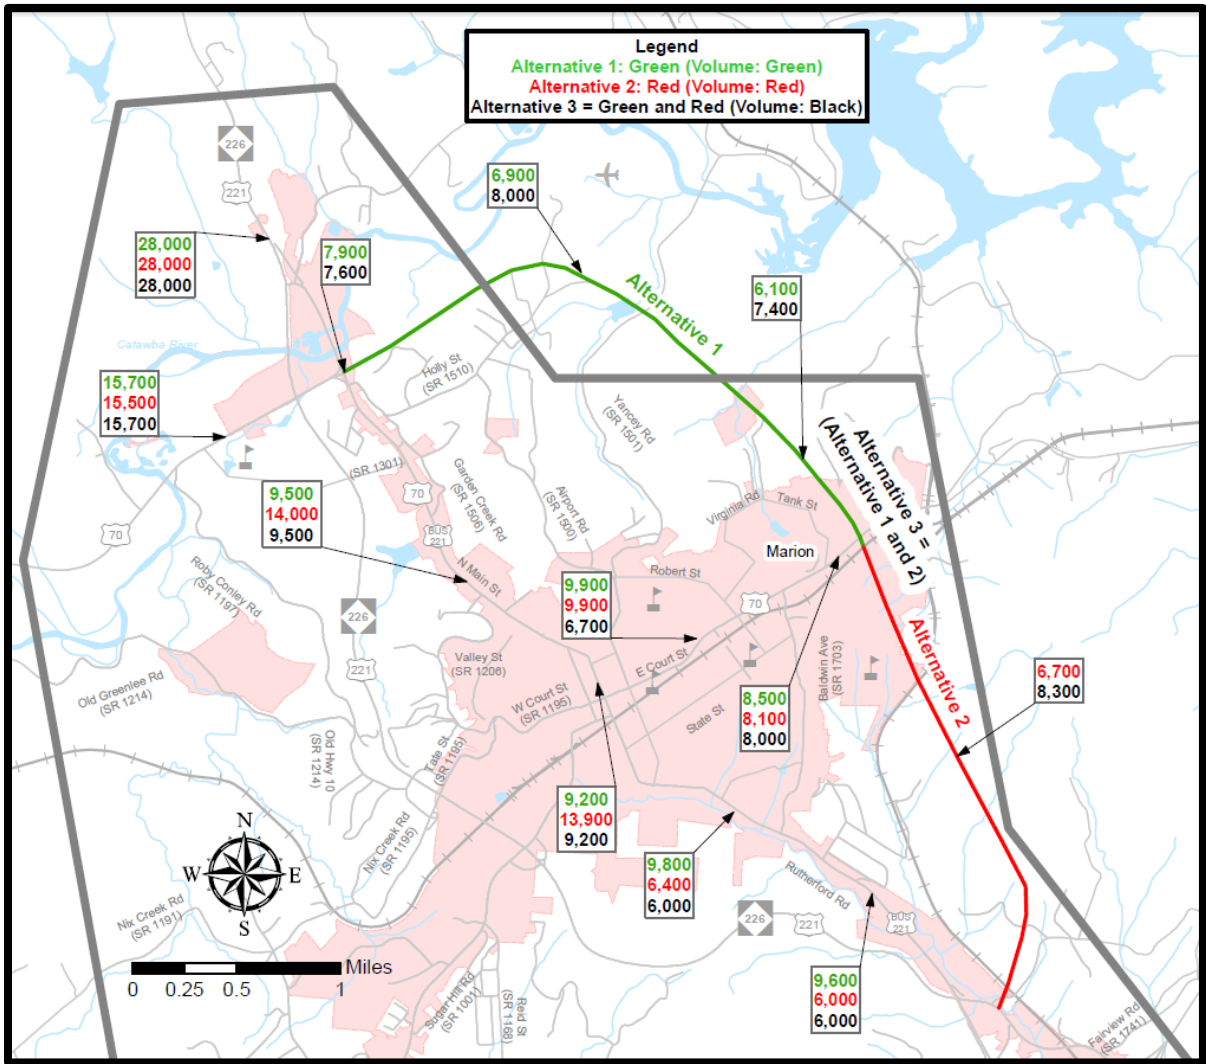 Legend
Alternative 1: Green (Volume: Green)
Alternative 2: Red (Volume: Red)
Alternative 3 = Green and Red (Volume: Black)
226
221
6,900
8,000
28,000
28,000
28,000
7,900
7,600
Alternative 1
6,100
7,400
Catawba River
Holly St
(SR 1510)
15,700
15,500
15,700
Yancey Rd
(SR 1501)
Alternative 3 =
(Alternative 1 and 2)
(SR 1301)
Garden Creek Rd
(SR 1506)
Airport Rd
(SR 1500)
9,500
14,000
9,500
70
BUS
221
Virginia Rd
Tank St
70
Marion
Roby Conley Rd
(SR 1197)
N Main St
Robert St
9,900
9,900
6,700
70
226
221
Valley St
(SR 1206)
E Court St
Baldwin Ave
(SR 1703)
Alternative 2
6,700
8,300
Old Greenlee Rd
(SR 1214)
W Court St
(SR 1195)
State St
8,500
8,100
8,000
Old Hwy 10
(SR 1214)
Tate St
(SR 1195)
9,200
13,900
9,200
N
W
E
S
Nix Creek Rd
(SR 1195)
9,800
6,400
6,000
Rutherford Rd
Nix Creek Rd
(SR 1191)
226
221
BUS
221
Miles
0
0.25
0.5
1
Sugar Hill Rd
(SR 1001)
Reid St
(SR 1168)
9,600
6,000
6,000
Fairview Rd
(SR 1741)